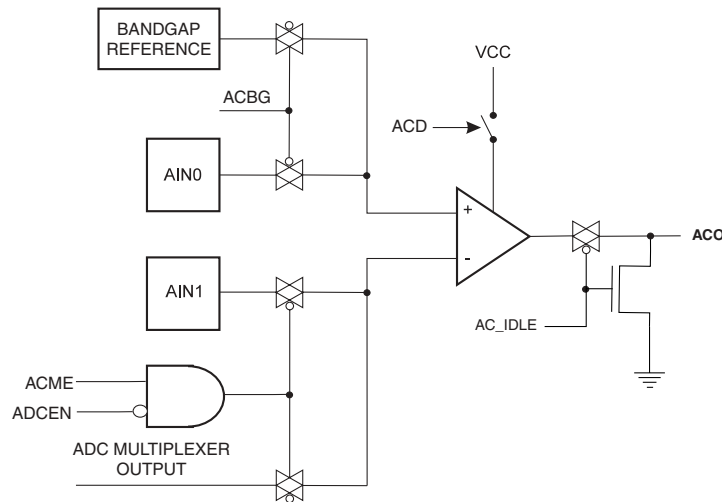 BANDGAP
REFERENCE
VCC
ACBG
ACD
AIN0
+
ACO
-
AIN1
AC_IDLE
ACME
ADCEN
ADC MULTIPLEXER
OUTPUT